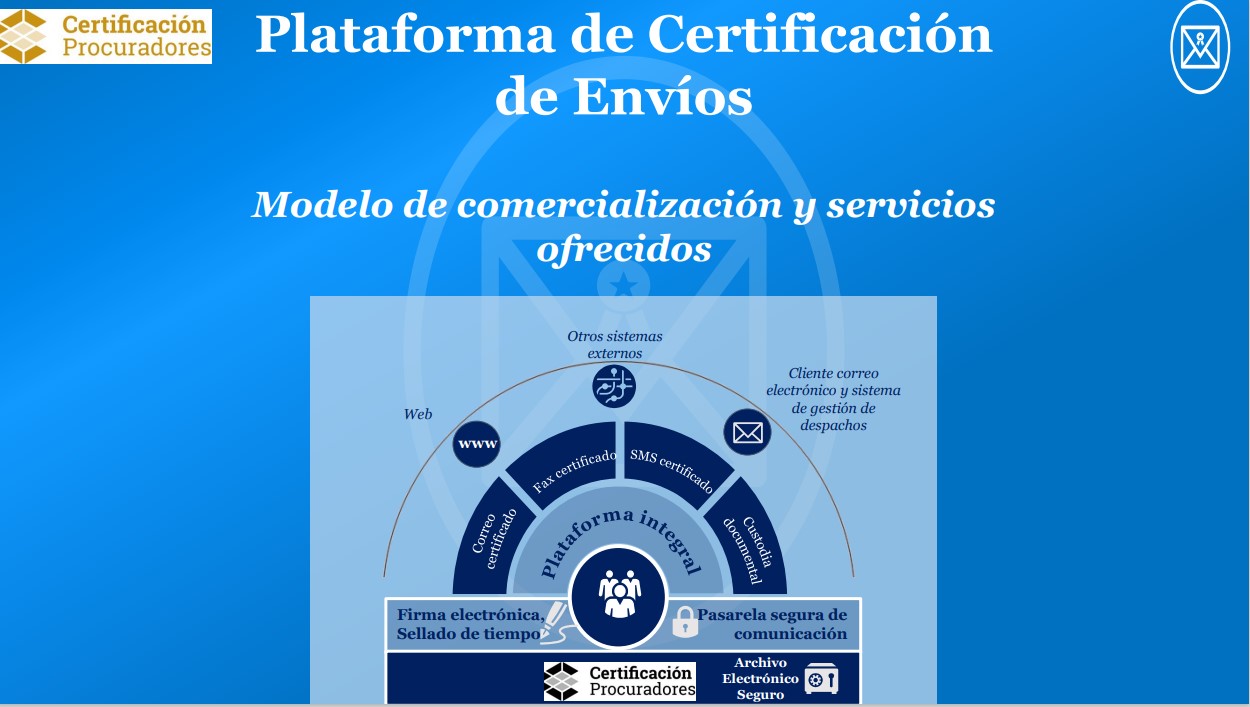 Certificación
Procuradores
Plataforma de Certificación
de Envíos
Modelo de comercialización y servicios
ofrecidos
Otros sistemas
externos
Cliente correo
electrónico y sistema
de gestión de
despachos
Web
www
Correo
certificado
Fax certificado
SMS certificado
Custodia
documental
Plataforma integral
Firma electrónica,
Sellado de tiempo
Pasarela segura de
comunicación
Certificación
Procuradores
Archivo
Electrónico
Seguro